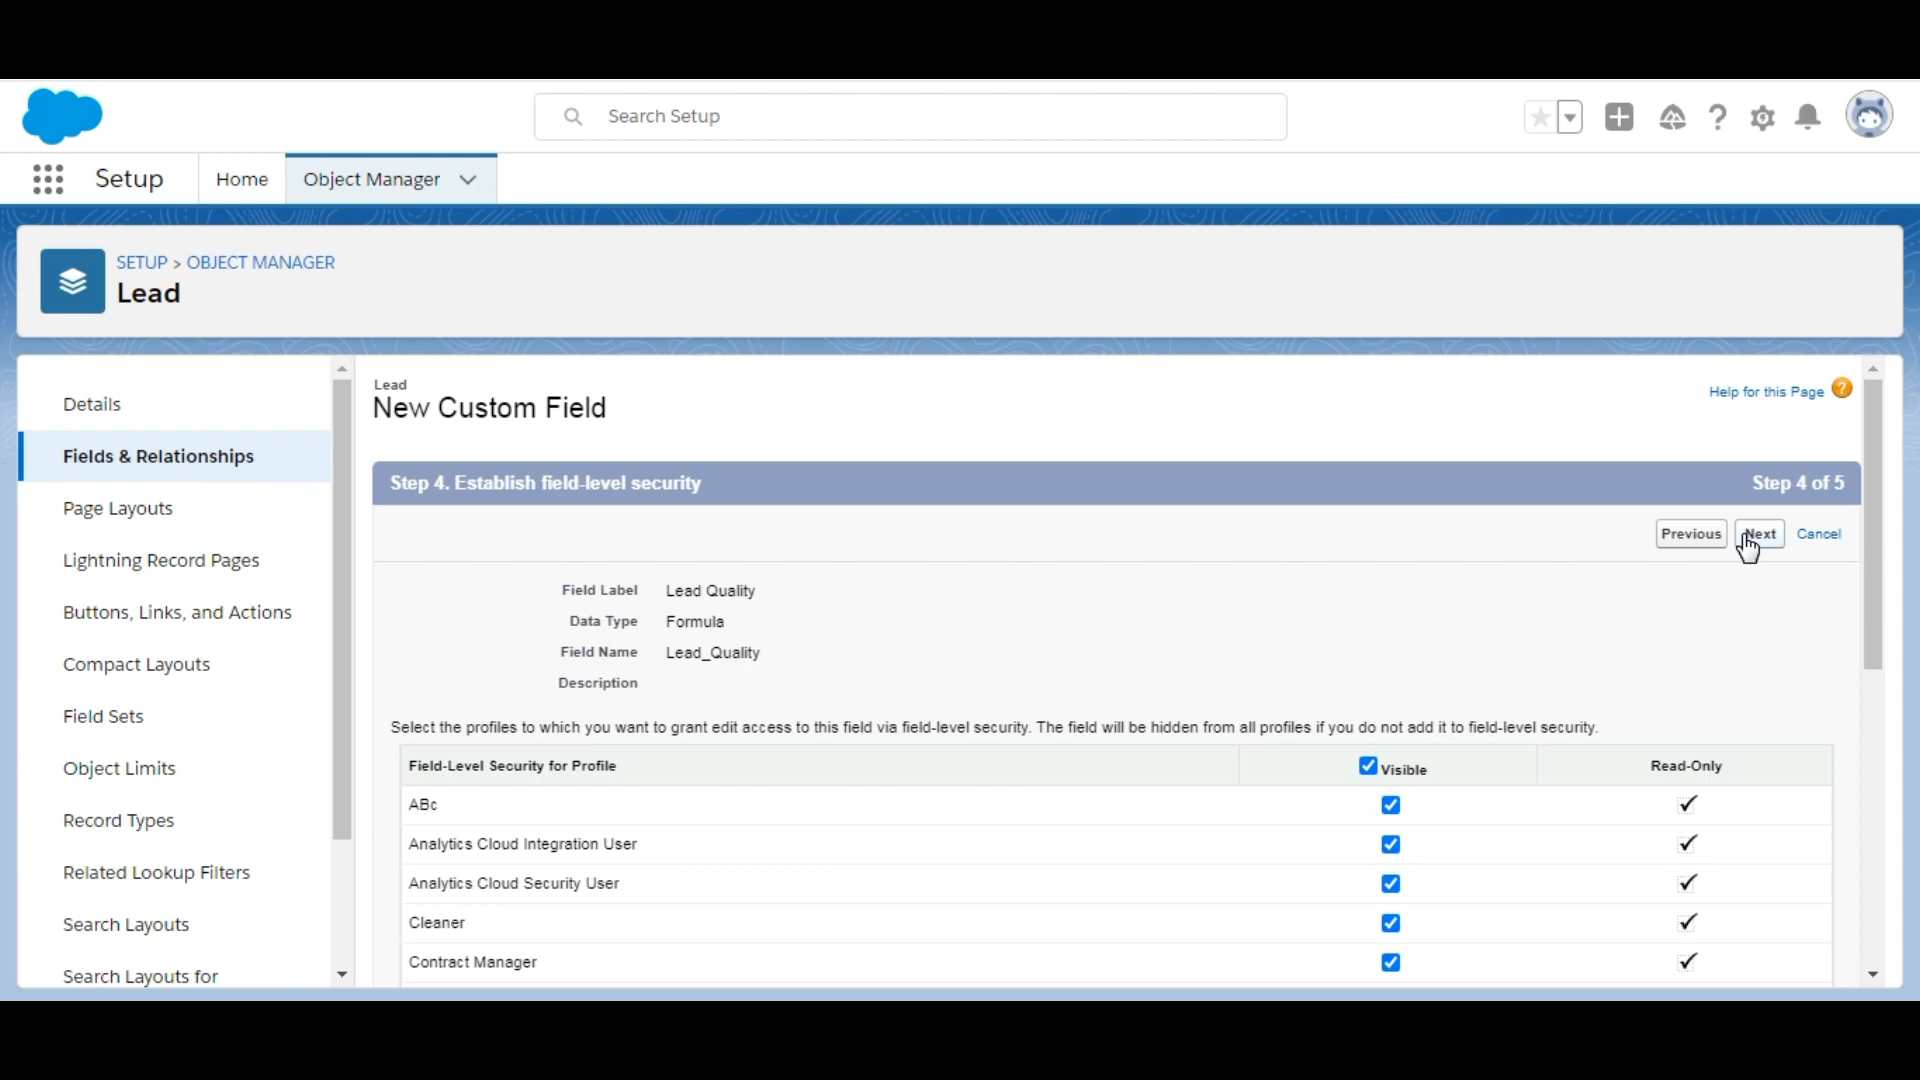 Search Setup
Setup
Home
Object Manager
SETUP > OBJECT MANAGER
Lead
Details
Fields & Relationships
Page Layouts
Lightning Record Pages
Buttons, Links, and Actions
Compact Layouts
Field Sets
Object Limits
Record Types
Related Lookup Filters
Search Layouts
Search Layouts for
Lead
New Custom Field
Help for this Page ?
Step 4. Establish field-level security
Step 4 of 5
Previous Next Cancel
Field Label Lead Quality
Data Type Formula
Field Name Lead_Quality
Description
Select the profiles to which you want to grant edit access to this field via field-level security. The field will be hidden from all profiles if you do not add it to field-level security.
Field-Level Security for Profile Visible Read-Only
ABc
Analytics Cloud Integration User
Analytics Cloud Security User
Cleaner
Contract Manager